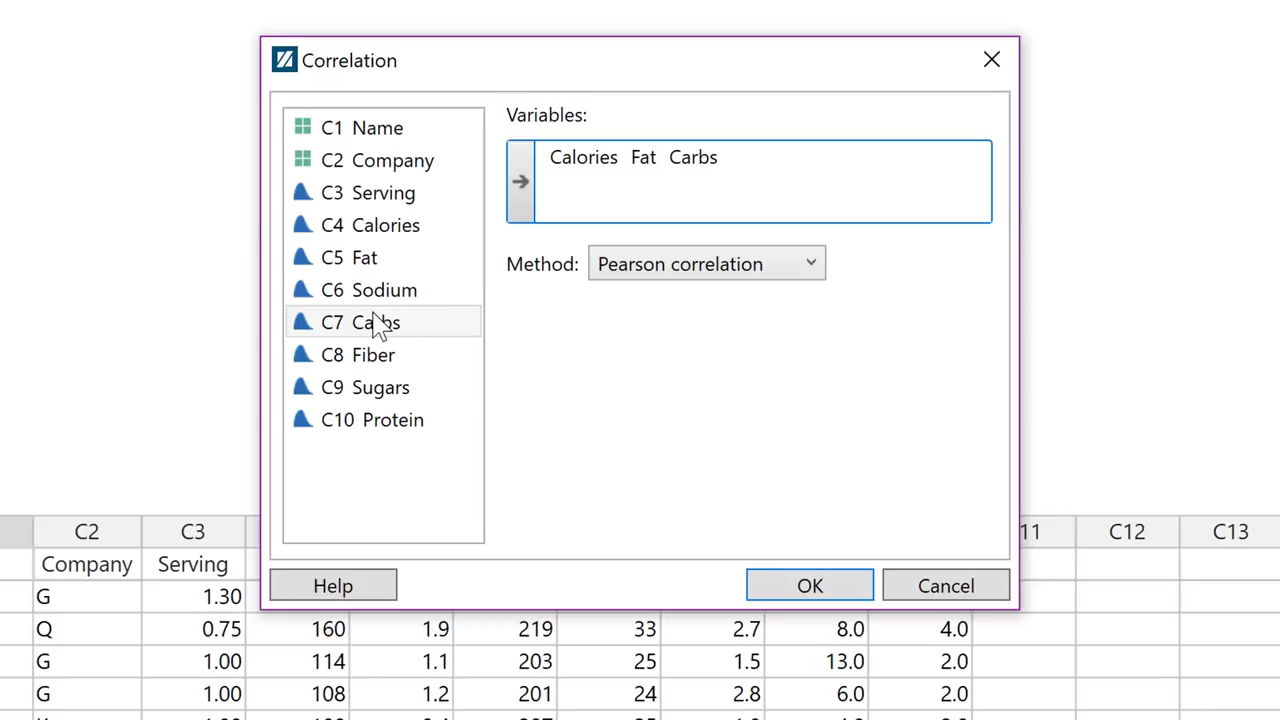 Correlation
C1 Name
C2 Company
C3 Serving
C4 Calories
C5 Fat
C6 Sodium
C7 Carbs
C8 Fiber
C9 Sugars
C10 Protein
Variables:
Calories Fat Carbs
Method: Pearson correlation
Help OK Cancel
C2 C3 11 C12 C13
Company Serving
G 1.30
Q 0.75 160 1.9 219 33 2.7 8.0 4.0
G 1.00 114 1.1 203 25 1.5 13.0 2.0
G 1.00 108 1.2 201 24 2.8 6.0 2.0